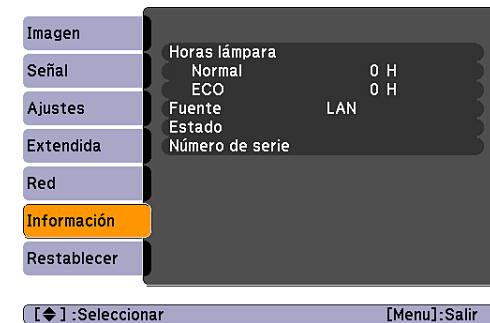 Imagen
Señal
Ajustes
Extendida
Red
Información
Restablecer
Horas lámpara
Normal 0 H
ECO 0 H
Fuente LAN
Estado
Número de serie
[◆] :Seleccionar [Menu]:Salir